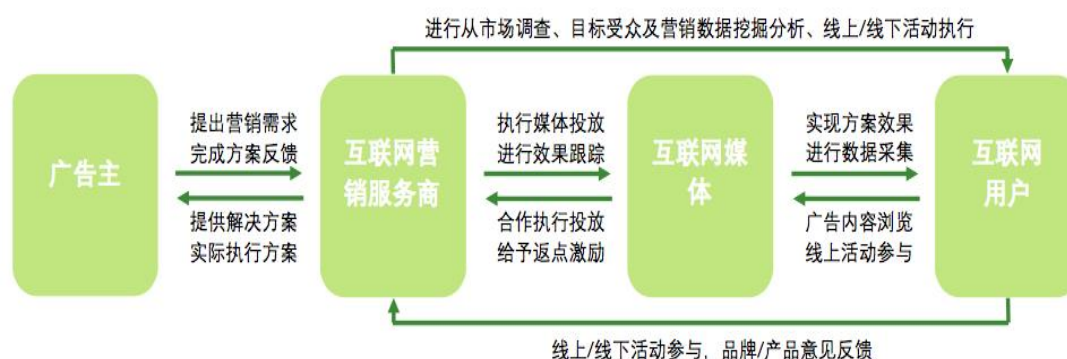 进行从市场调查、目标受众及营销数据挖掘分析、线上/线下活动执行
广告主
提出营销需求
完成方案反馈
提供解决方案
实际执行方案
互联网营
销服务商
执行媒体投放
进行效果跟踪
合作执行投放
给予返点激励
互联网媒
体
实现方案效果
进行数据采集
广告内容浏览
线上活动参与
互联网
用户
线上/线下活动参与、品牌/产品意见反馈